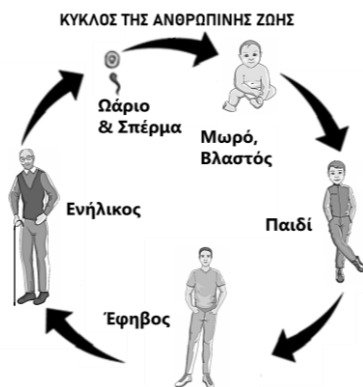 ΚΥΚΛΟΣ ΤΗΣ ΑΝΘΡΩΠΙΝΗΣ ΖΩΗΣ
Ωάριο
& Σπέρμα
Μωρό,
Βλαστός
Παιδί
Έφηβος
Ενήλικος